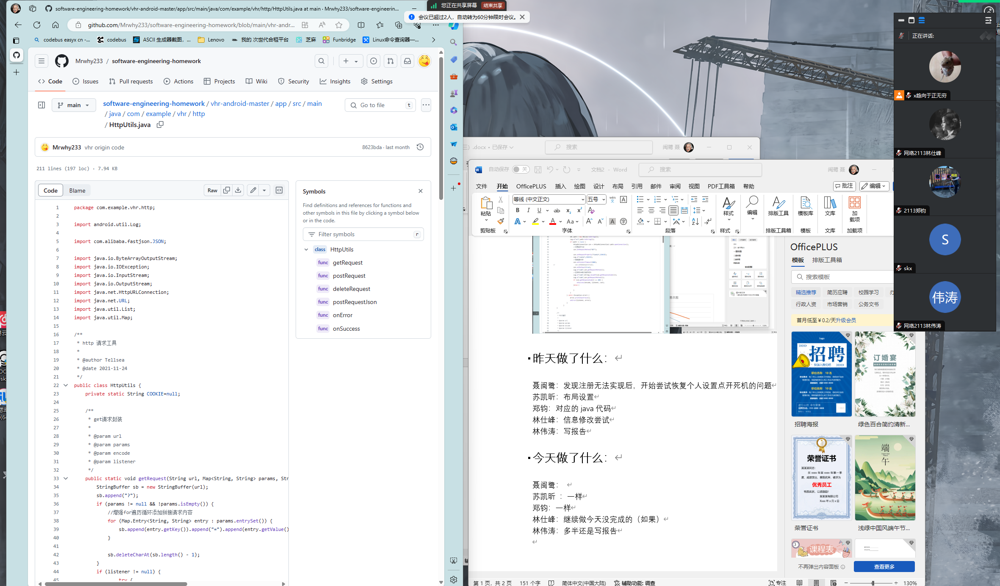 software-engineering-homework/vhr-android-master/app/src/main/java/com/example/vhr/http/HttpUtils.java at main · Mrwhy233/software-engineerin...
您正在共享屏幕 结束共享
会议已超过2人，自动转为60分钟限时会议。
github.com/Mrwhy233/software-engineering-homework/blob/main/vhr-andr...
codebus easyx cn -...
codebus
ASCII 生成器截图, ...
Lenovo
我的 次世代合租平台
芝麻
Funbridge
Linux命令查询器—...
Mrwhy233 / software-engineering-homework
Code
Issues
Pull requests
Actions
Projects
Wiki
Security
Insights
Settings
main
software-engineering-homework / vhr-android-master / app / src / main
/ java / com / example / vhr / http
/ HttpUtils.java
Go to file
t
Mrwhy233 vhr origin code
8623bda · last month
211 lines (197 loc) · 7.94 KB
Code
Blame
Raw
1 package com.example.vhr.http;
2
3 import android.util.Log;
4
5 import com.alibaba.fastjson.JSON;
6
7 import java.io.ByteArrayOutputStream;
8 import java.io.IOException;
9 import java.io.InputStream;
10 import java.io.OutputStream;
11 import java.net.HttpURLConnection;
12 import java.net.URL;
13 import java.util.List;
14 import java.util.Map;
15
16 /**
17 * http 请求工具
18 *
19 * @author Tellsea
20 * @date 2021-11-24
21 */
22 public class HttpUtils {
23 private static String COOKIE=null;
24
25 /**
26 * get请求封装
27 *
28 * @param url
29 * @param params
30 * @param encode
31 * @param listener
32 */
33 public static void getRequest(String url, Map<String, String> params, Str
34 StringBuffer sb = new StringBuffer(url);
35 sb.append("?");
36 if (params != null && !params.isEmpty()) {
37 //增强for遍历循环添加拼接请求内容
38 for (Map.Entry<String, String> entry : params.entrySet()) {
39 sb.append(entry.getKey()).append("=").append(entry.getValue()
40 }
41
42 sb.deleteCharAt(sb.length() - 1);
43 }
44 if (listener != null) {
45 try {
Symbols
Find definitions and references for functions and
other symbols in this file by clicking a symbol below
or in the code.
Filter symbols
r
class HttpUtils
func getRequest
func postRequest
func deleteRequest
func postRequestJson
func onError
func onSuccess
三) .docx • 已保存
搜索
闽鹭 聂
自动保存
关
文档2 - Word
搜索
闽鹭 聂
文件
开始
OfficePLUS
插入
绘图
设计
布局
引用
邮件
审阅
视图
PDF工具箱
帮助
批注
编辑
粘贴
等线 (中文正文)
五号
样式
编辑
排版工具
模板库
文库
加
载项
剪贴板
字体
段落
样式
排版工具箱
模板
文库
加载项
昨天做了什么：
聂闽鹭：发现注册无法实现后，开始尝试恢复个人设置点开死机的问题
苏凯昕：布局设置
郑钧：对应的 java 代码
林仕峰：信息修改尝试
林伟涛：写报告
今天做了什么：
聂闽鹭：
苏凯昕 ：一样
郑钧：一样
林仕峰：继续做今天没完成的（如果）
林伟涛：多半还是写报告
第 1 页，共 2 页
151 个字
简体中文(中国大陆)
辅助功能: 调查
专注
130%
OfficePLUS
模板
排版工具箱
搜索模板
精选推荐
简历应聘
校园学习
办
行政人资
市场营销
公务文书
首月低至￥0.2/天升级会员
logo
招聘
快加入我们吧
职位名称 10 名
职位名称 10 名
招聘海报
订婚宴
绿色百合简约清新...
荣誉证书
优秀员工
荣誉证书
端
午
浅绿中国风端午节...
课程表
不再弹出内容面板
查看更多
正在讲话:
x趋向于正无穷
网络2113林仕峰
2113郑钧
S
skx
伟涛
网络2113林伟涛